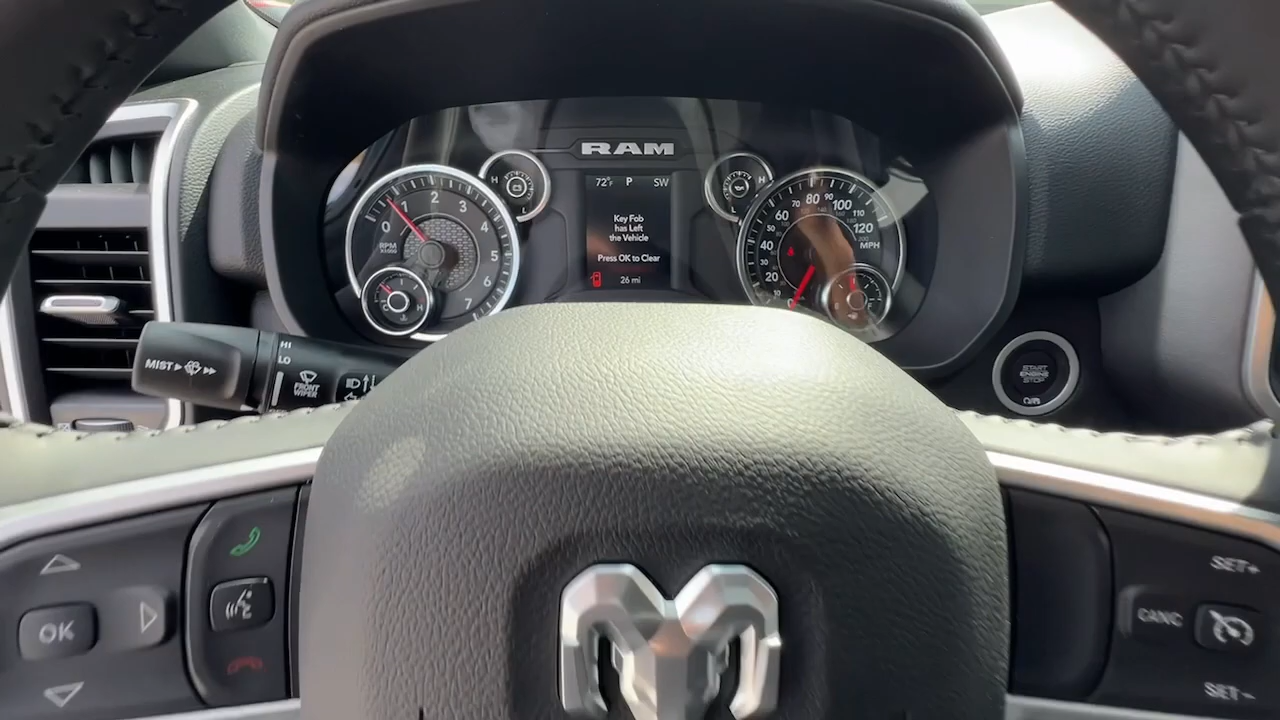 RAM
72°F P SW
Key Fob
has Left
the Vehicle
Press OK to Clear
26 mi
H
L
H
0 1 2 3 4 5 6 7
RPM
X1000
C H
0 20 40 60 70 80 90 100 110 120
MPH
F
MIST
HI
LO
FRONT
WIPER
START
ENGINE
STOP
OK
SET+
CANC
SET-